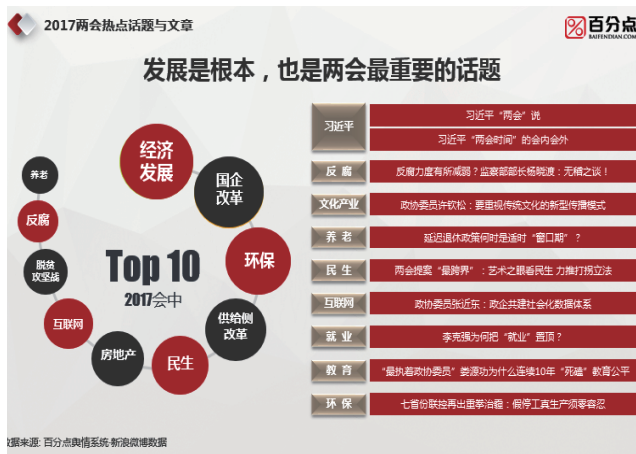 2017两会热点话题与文章
百分点
BAIFENDIAN.COM
发展是根本，也是两会最重要的话题
经济
发展
国企
改革
环保
供给侧
改革
民生
房地产
互联网
脱贫
攻坚战
反腐
养老
Top 10
2017会中
习近平
习近平“两会”说
习近平“两会时间”的会内会外
反 腐
反腐力度有所减弱？监察部部长杨晓渡：无稽之谈！
文化产业
政协委员许钦松：要重视传统文化的新型传播模式
养 老
延迟退休政策何时是适时“窗口期”？
民 生
两会提案“最跨界”：艺术之眼看民生 力推打拐立法
互联网
政协委员张近东：政企共建社会化数据体系
就 业
李克强为何把“就业”置顶？
教 育
“最执着政协委员”娄源功为什么连续10年“死磕”教育公平
环 保
七省份联控再出重拳治霾：假停工真生产须零容忍
数据来源: 百分点舆情系统-新浪微博数据